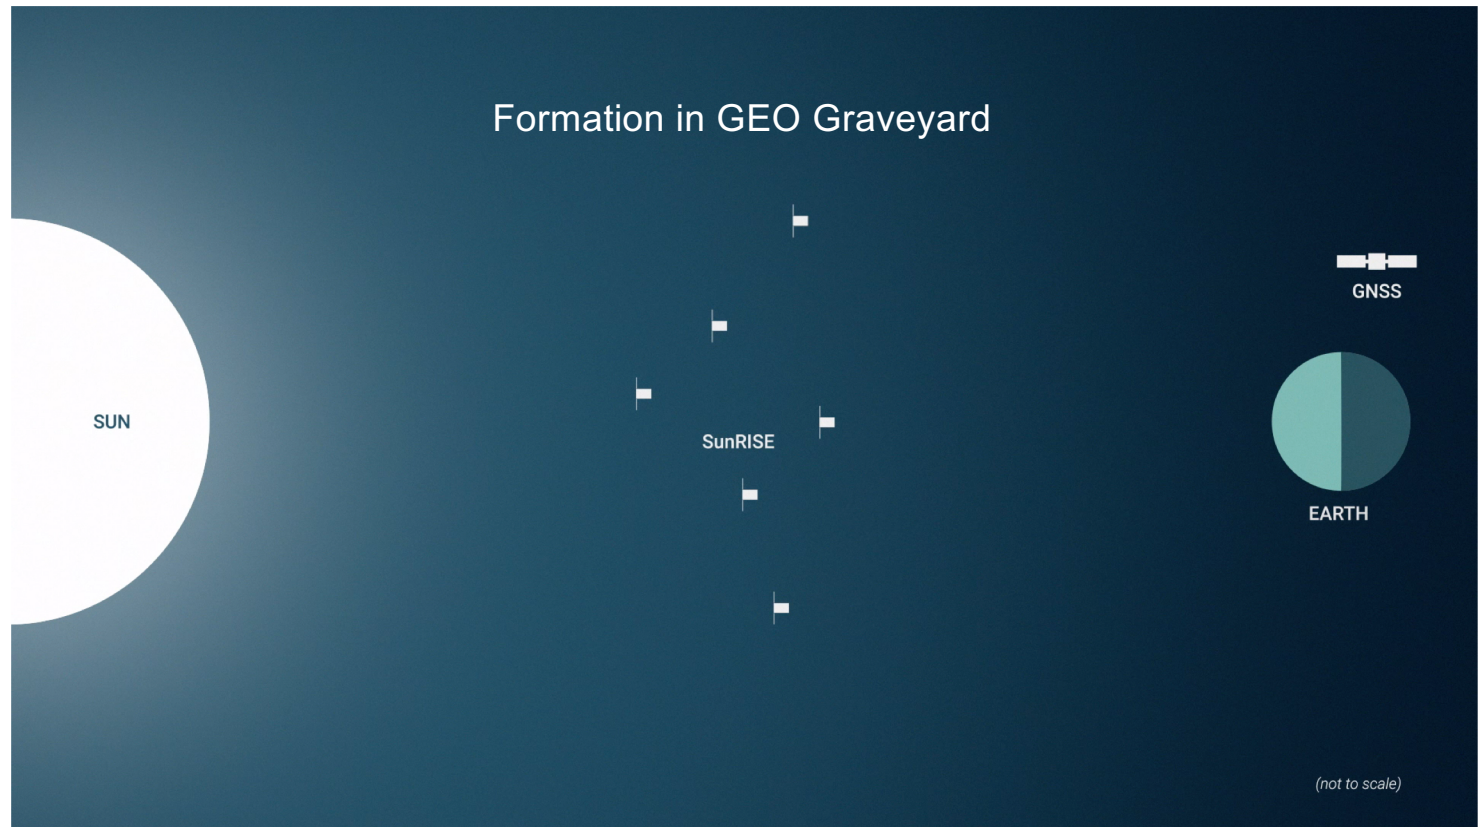 Formation in GEO Graveyard
GNSS
SUN
SunRISE
EARTH
(not to scale)